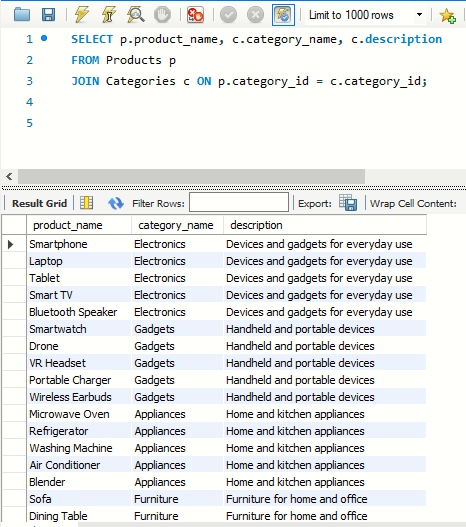 Limit to 1000 rows
1 SELECT p.product_name, c.category_name, c.description
2 FROM Products p
3 JOIN Categories c ON p.category_id = c.category_id;
4
5
Result Grid Filter Rows: Export: Wrap Cell Content:
product_name category_name description
Smartphone Electronics Devices and gadgets for everyday use
Laptop Electronics Devices and gadgets for everyday use
Tablet Electronics Devices and gadgets for everyday use
Smart TV Electronics Devices and gadgets for everyday use
Bluetooth Speaker Electronics Devices and gadgets for everyday use
Smartwatch Gadgets Handheld and portable devices
Drone Gadgets Handheld and portable devices
VR Headset Gadgets Handheld and portable devices
Portable Charger Gadgets Handheld and portable devices
Wireless Earbuds Gadgets Handheld and portable devices
Microwave Oven Appliances Home and kitchen appliances
Refrigerator Appliances Home and kitchen appliances
Washing Machine Appliances Home and kitchen appliances
Air Conditioner Appliances Home and kitchen appliances
Blender Appliances Home and kitchen appliances
Sofa Furniture Furniture for home and office
Dining Table Furniture Furniture for home and office